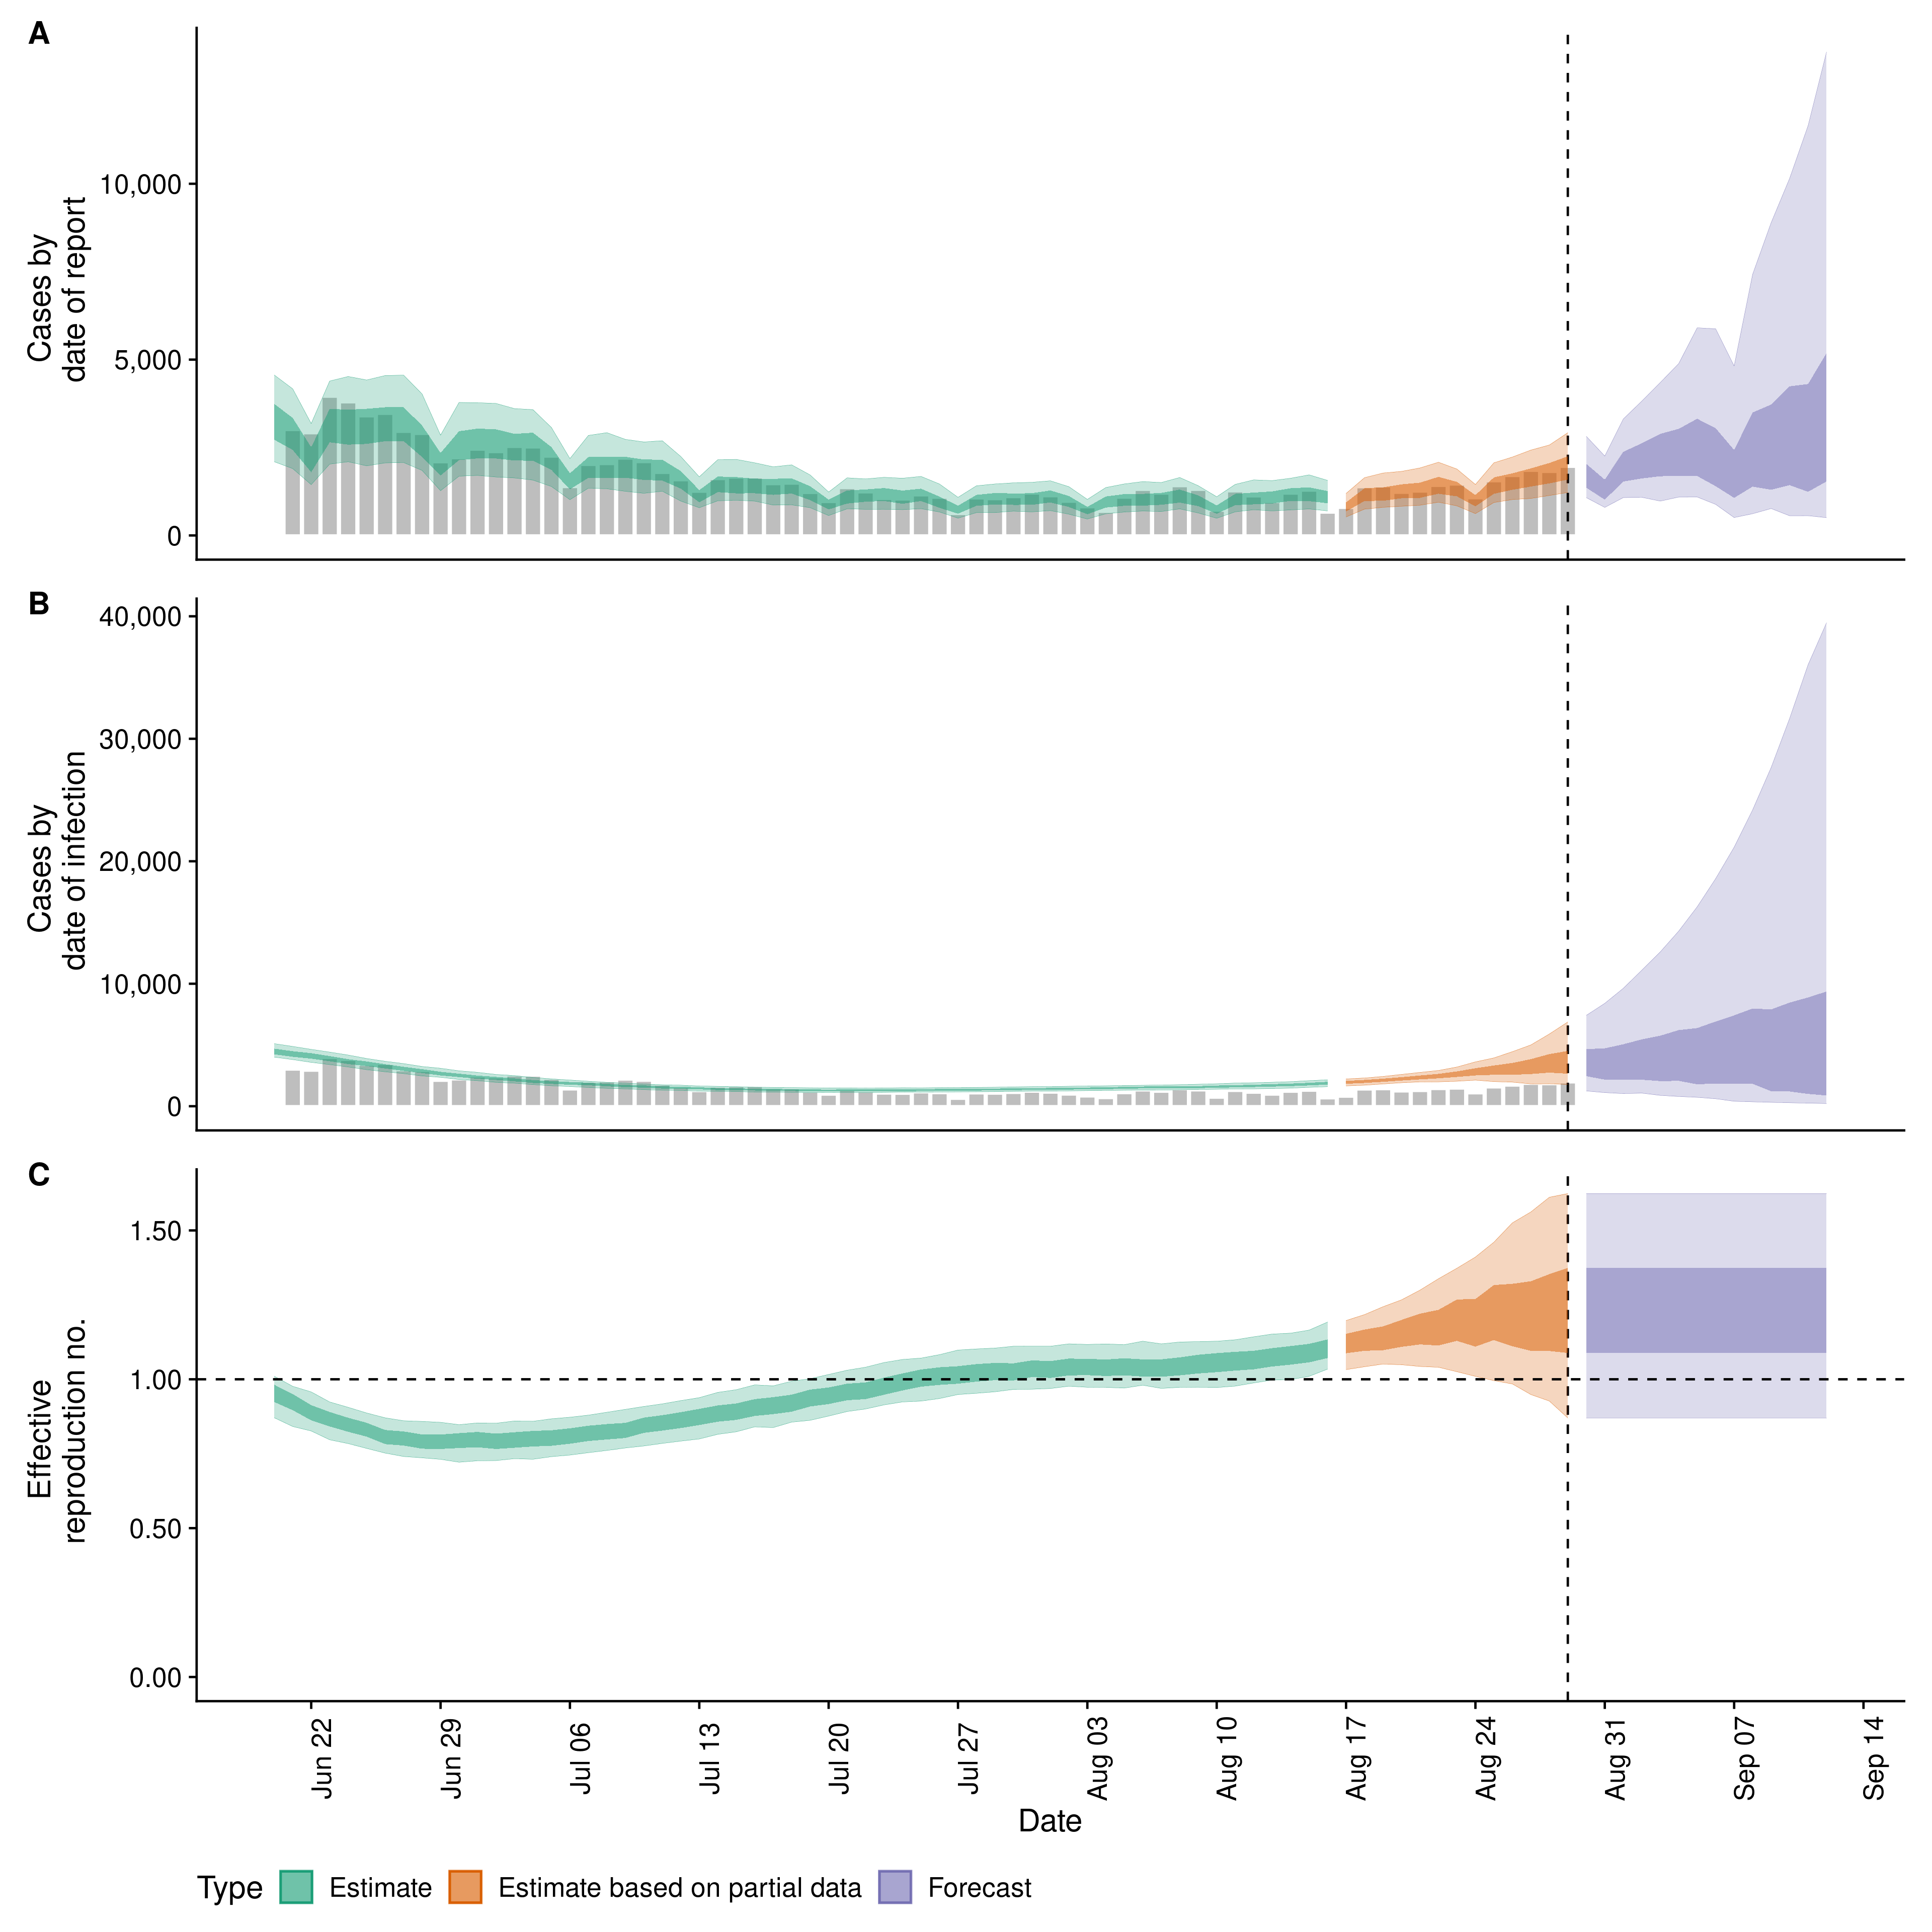 A
Cases by
date of report
10,000
5,000
0
B
Cases by
date of infection
40,000
30,000
20,000
10,000
0
C
Effective
reproduction no.
1.50
1.00
0.50
0.00
Jun 22
Jun 29
Jul 06
Jul 13
Jul 20
Jul 27
Aug 03
Aug 10
Aug 17
Aug 24
Aug 31
Sep 07
Sep 14
Date
Type Estimate Estimate based on partial data Forecast